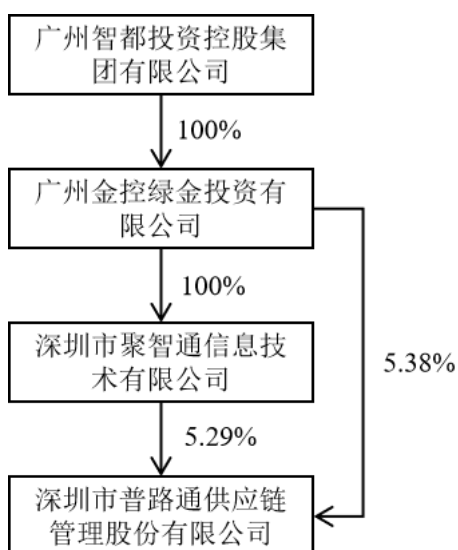 广州智都投资控股集
团有限公司
100%
广州金控绿金投资有
限公司
100%
深圳市聚智通信息技
术有限公司
5.38%
5.29%
深圳市普路通供应链
管理股份有限公司